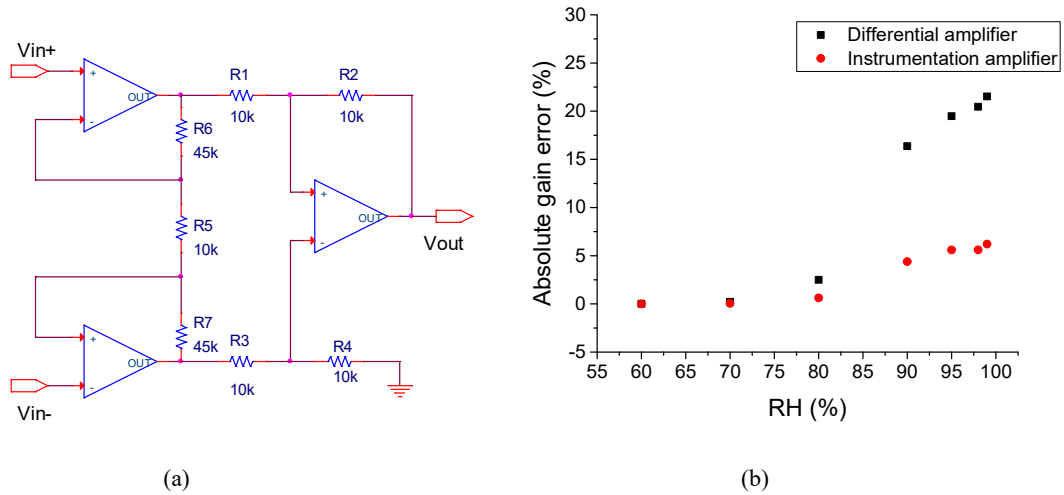 Vin+
+
-
OUT
R1
10k
R2
10k
R6
45k
R5
10k
+
-
OUT
Vout
R7
45k
+
-
OUT
R3
10k
R4
10k
Vin-
(a)
Absolute gain error (%)
30
25
20
15
10
5
0
-5
55 60 65 70 75 80 85 90 95 100
RH (%)
Differential amplifier
Instrumentation amplifier
(b)